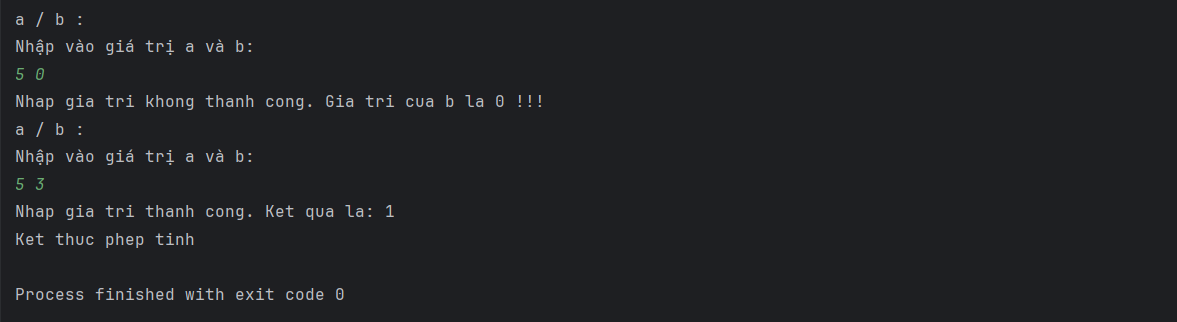 a / b :
Nhập vào giá trị a và b:
5 0
Nhap gia tri khong thanh cong. Gia tri cua b la 0 !!!
a / b :
Nhập vào giá trị a và b:
5 3
Nhap gia tri thanh cong. Ket qua la: 1
Ket thuc phep tinh
Process finished with exit code 0